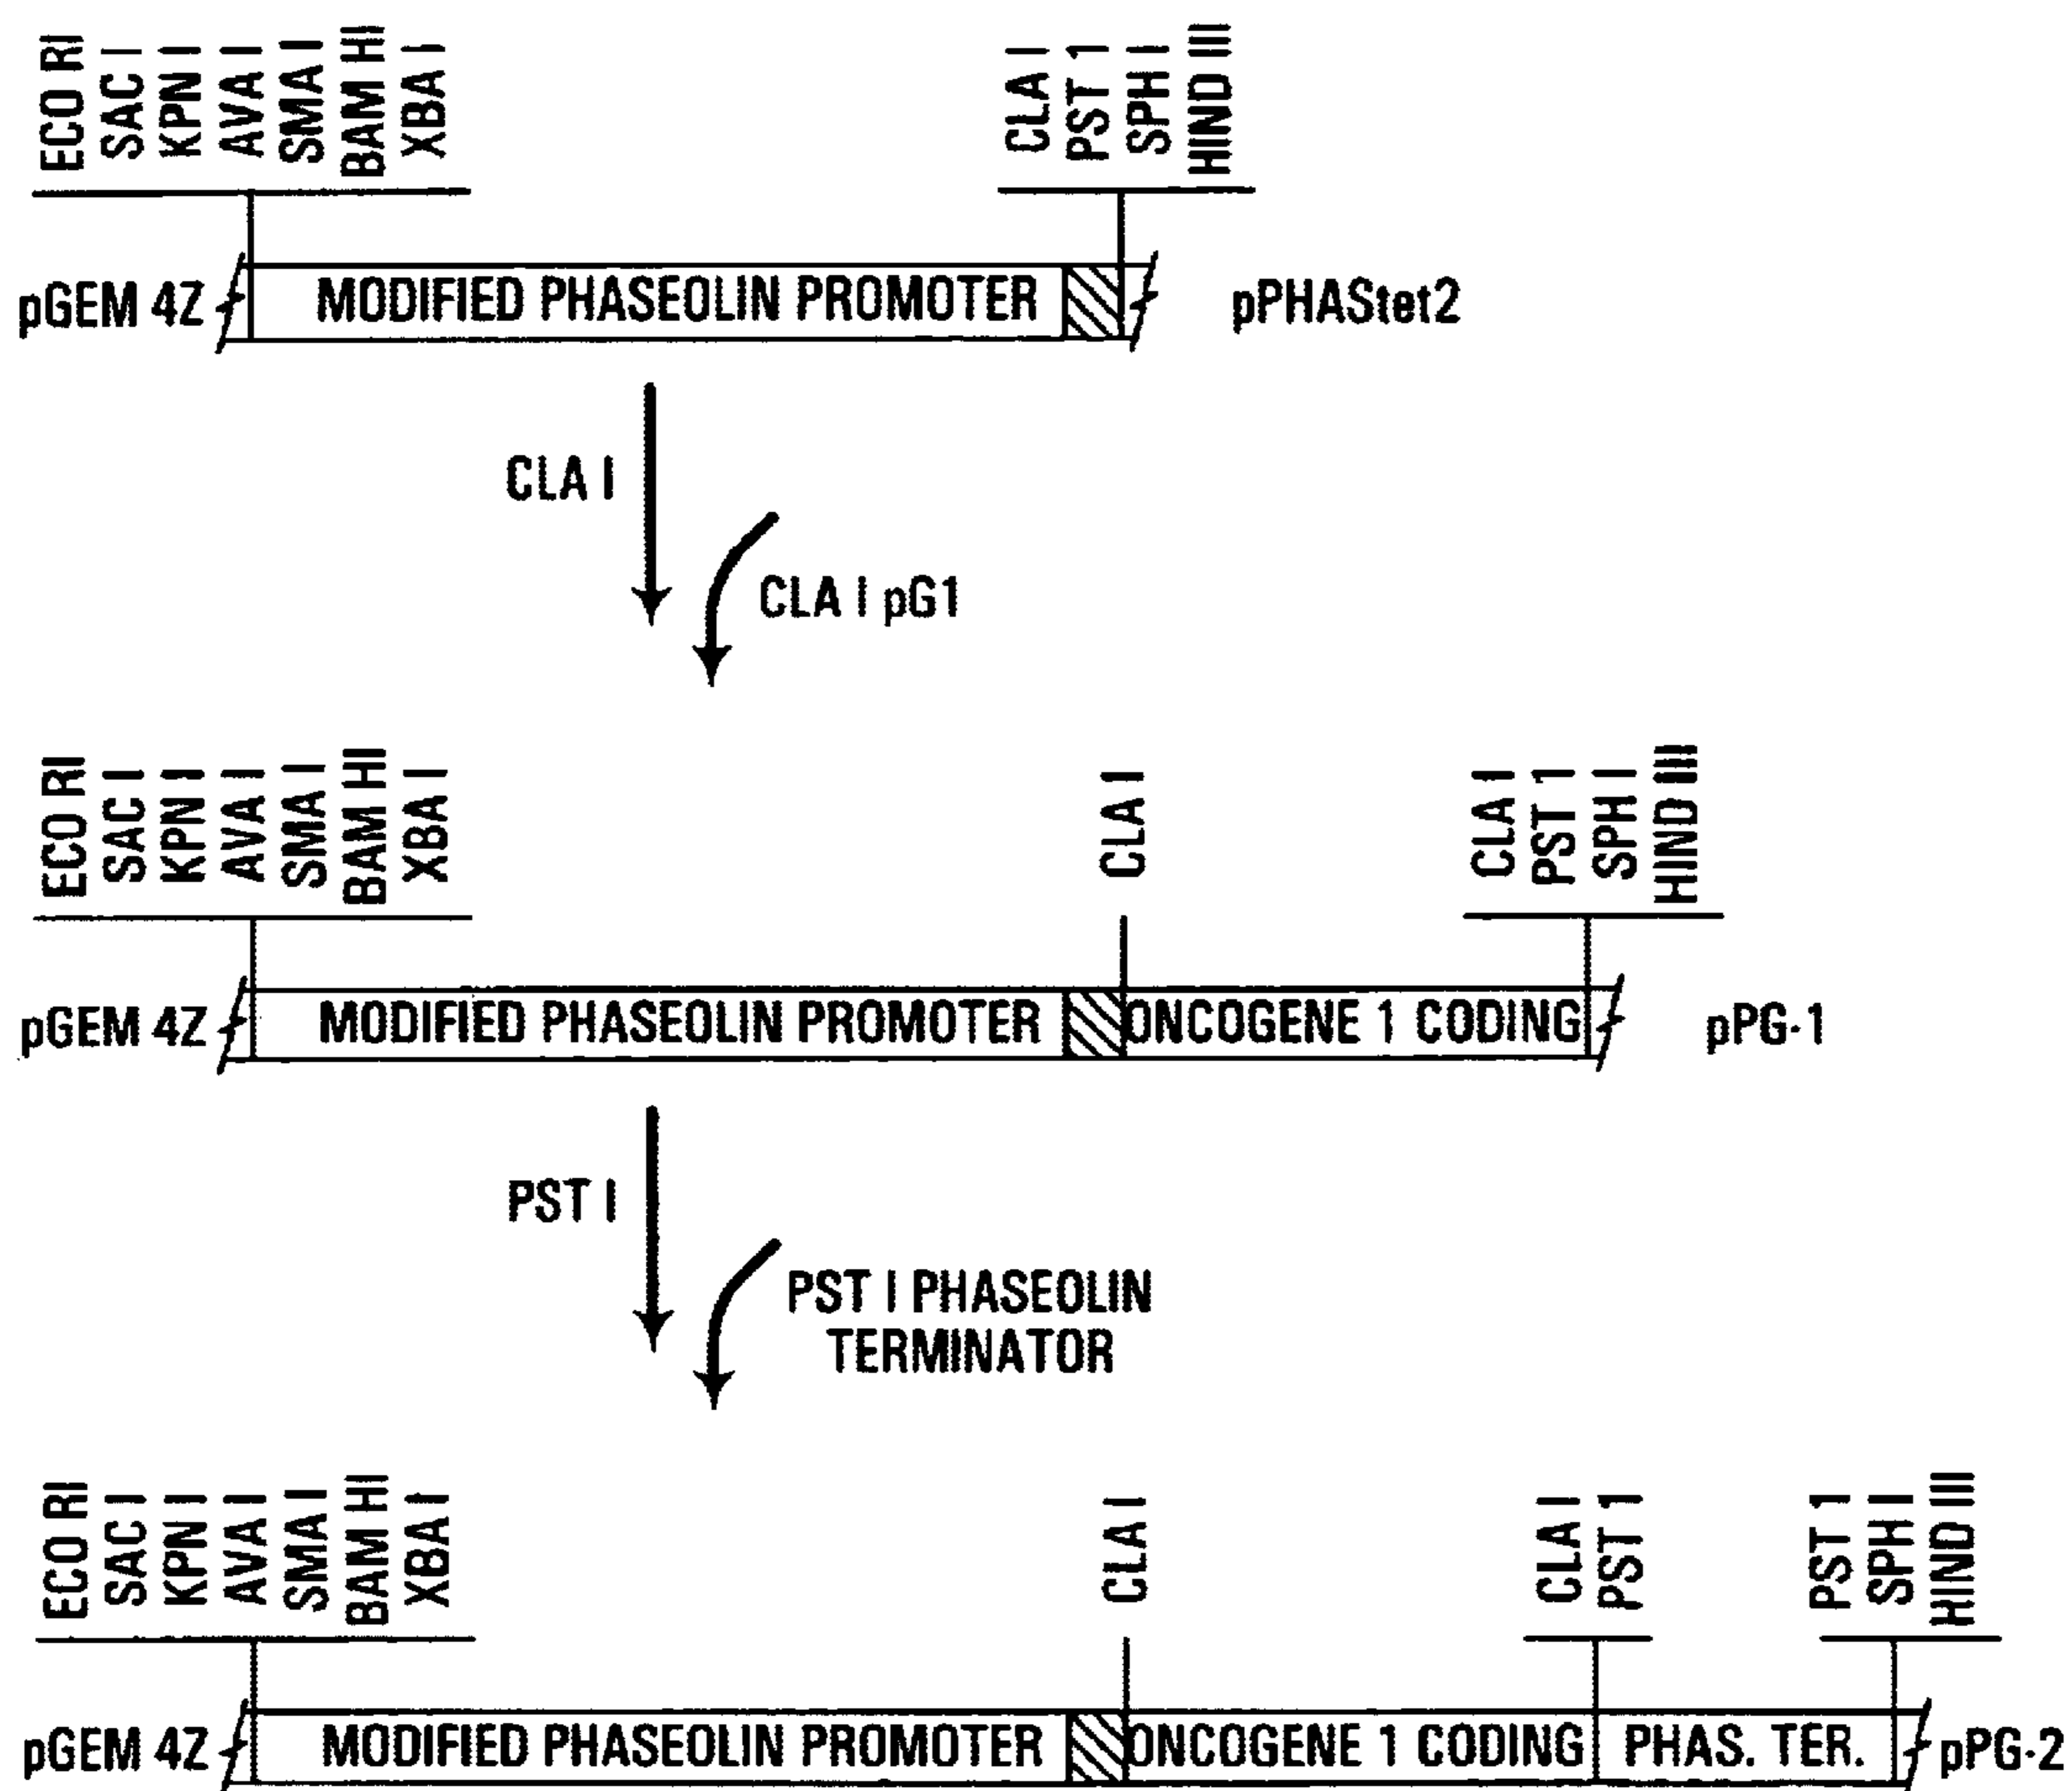 ECO RI
SAC I
KPN I
AVA I
SMA I
BAM HI
XBA I
CLA I
PST 1
SPH I
HIND III
pGEM 4Z
MODIFIED PHASEOLIN PROMOTER
pPHAStet2
CLA I
CLA I pG1
ECO RI
SAC I
KPN I
AVA I
SMA I
BAM HI
XBA I
CLA I
CLA I
PST 1
SPH I
HIND III
pGEM 4Z
MODIFIED PHASEOLIN PROMOTER
ONCOGENE 1 CODING
pPG-1
PST I
PST I PHASEOLIN
TERMINATOR
ECO RI
SAC I
KPN I
AVA I
SMA I
BAM HI
XBA I
CLA I
CLA I
PST 1
PST 1
SPH I
HIND III
pGEM 4Z
MODIFIED PHASEOLIN PROMOTER
ONCOGENE 1 CODING
PHAS. TER.
pPG-2